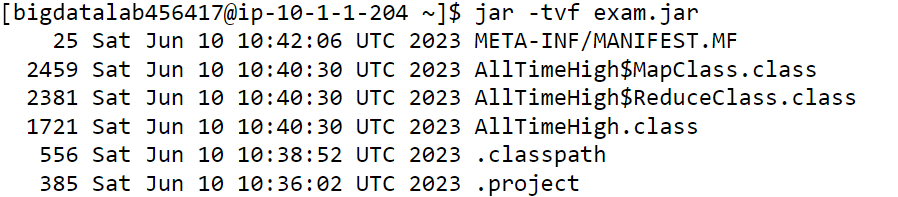 [bigdatalab456417@ip-10-1-1-204 ~]$ jar -tvf exam.jar
25 Sat Jun 10 10:42:06 UTC 2023 META-INF/MANIFEST.MF
2459 Sat Jun 10 10:40:30 UTC 2023 AllTimeHigh$MapClass.class
2381 Sat Jun 10 10:40:30 UTC 2023 AllTimeHigh$ReduceClass.class
1721 Sat Jun 10 10:40:30 UTC 2023 AllTimeHigh.class
556 Sat Jun 10 10:38:52 UTC 2023 .classpath
385 Sat Jun 10 10:36:02 UTC 2023 .project